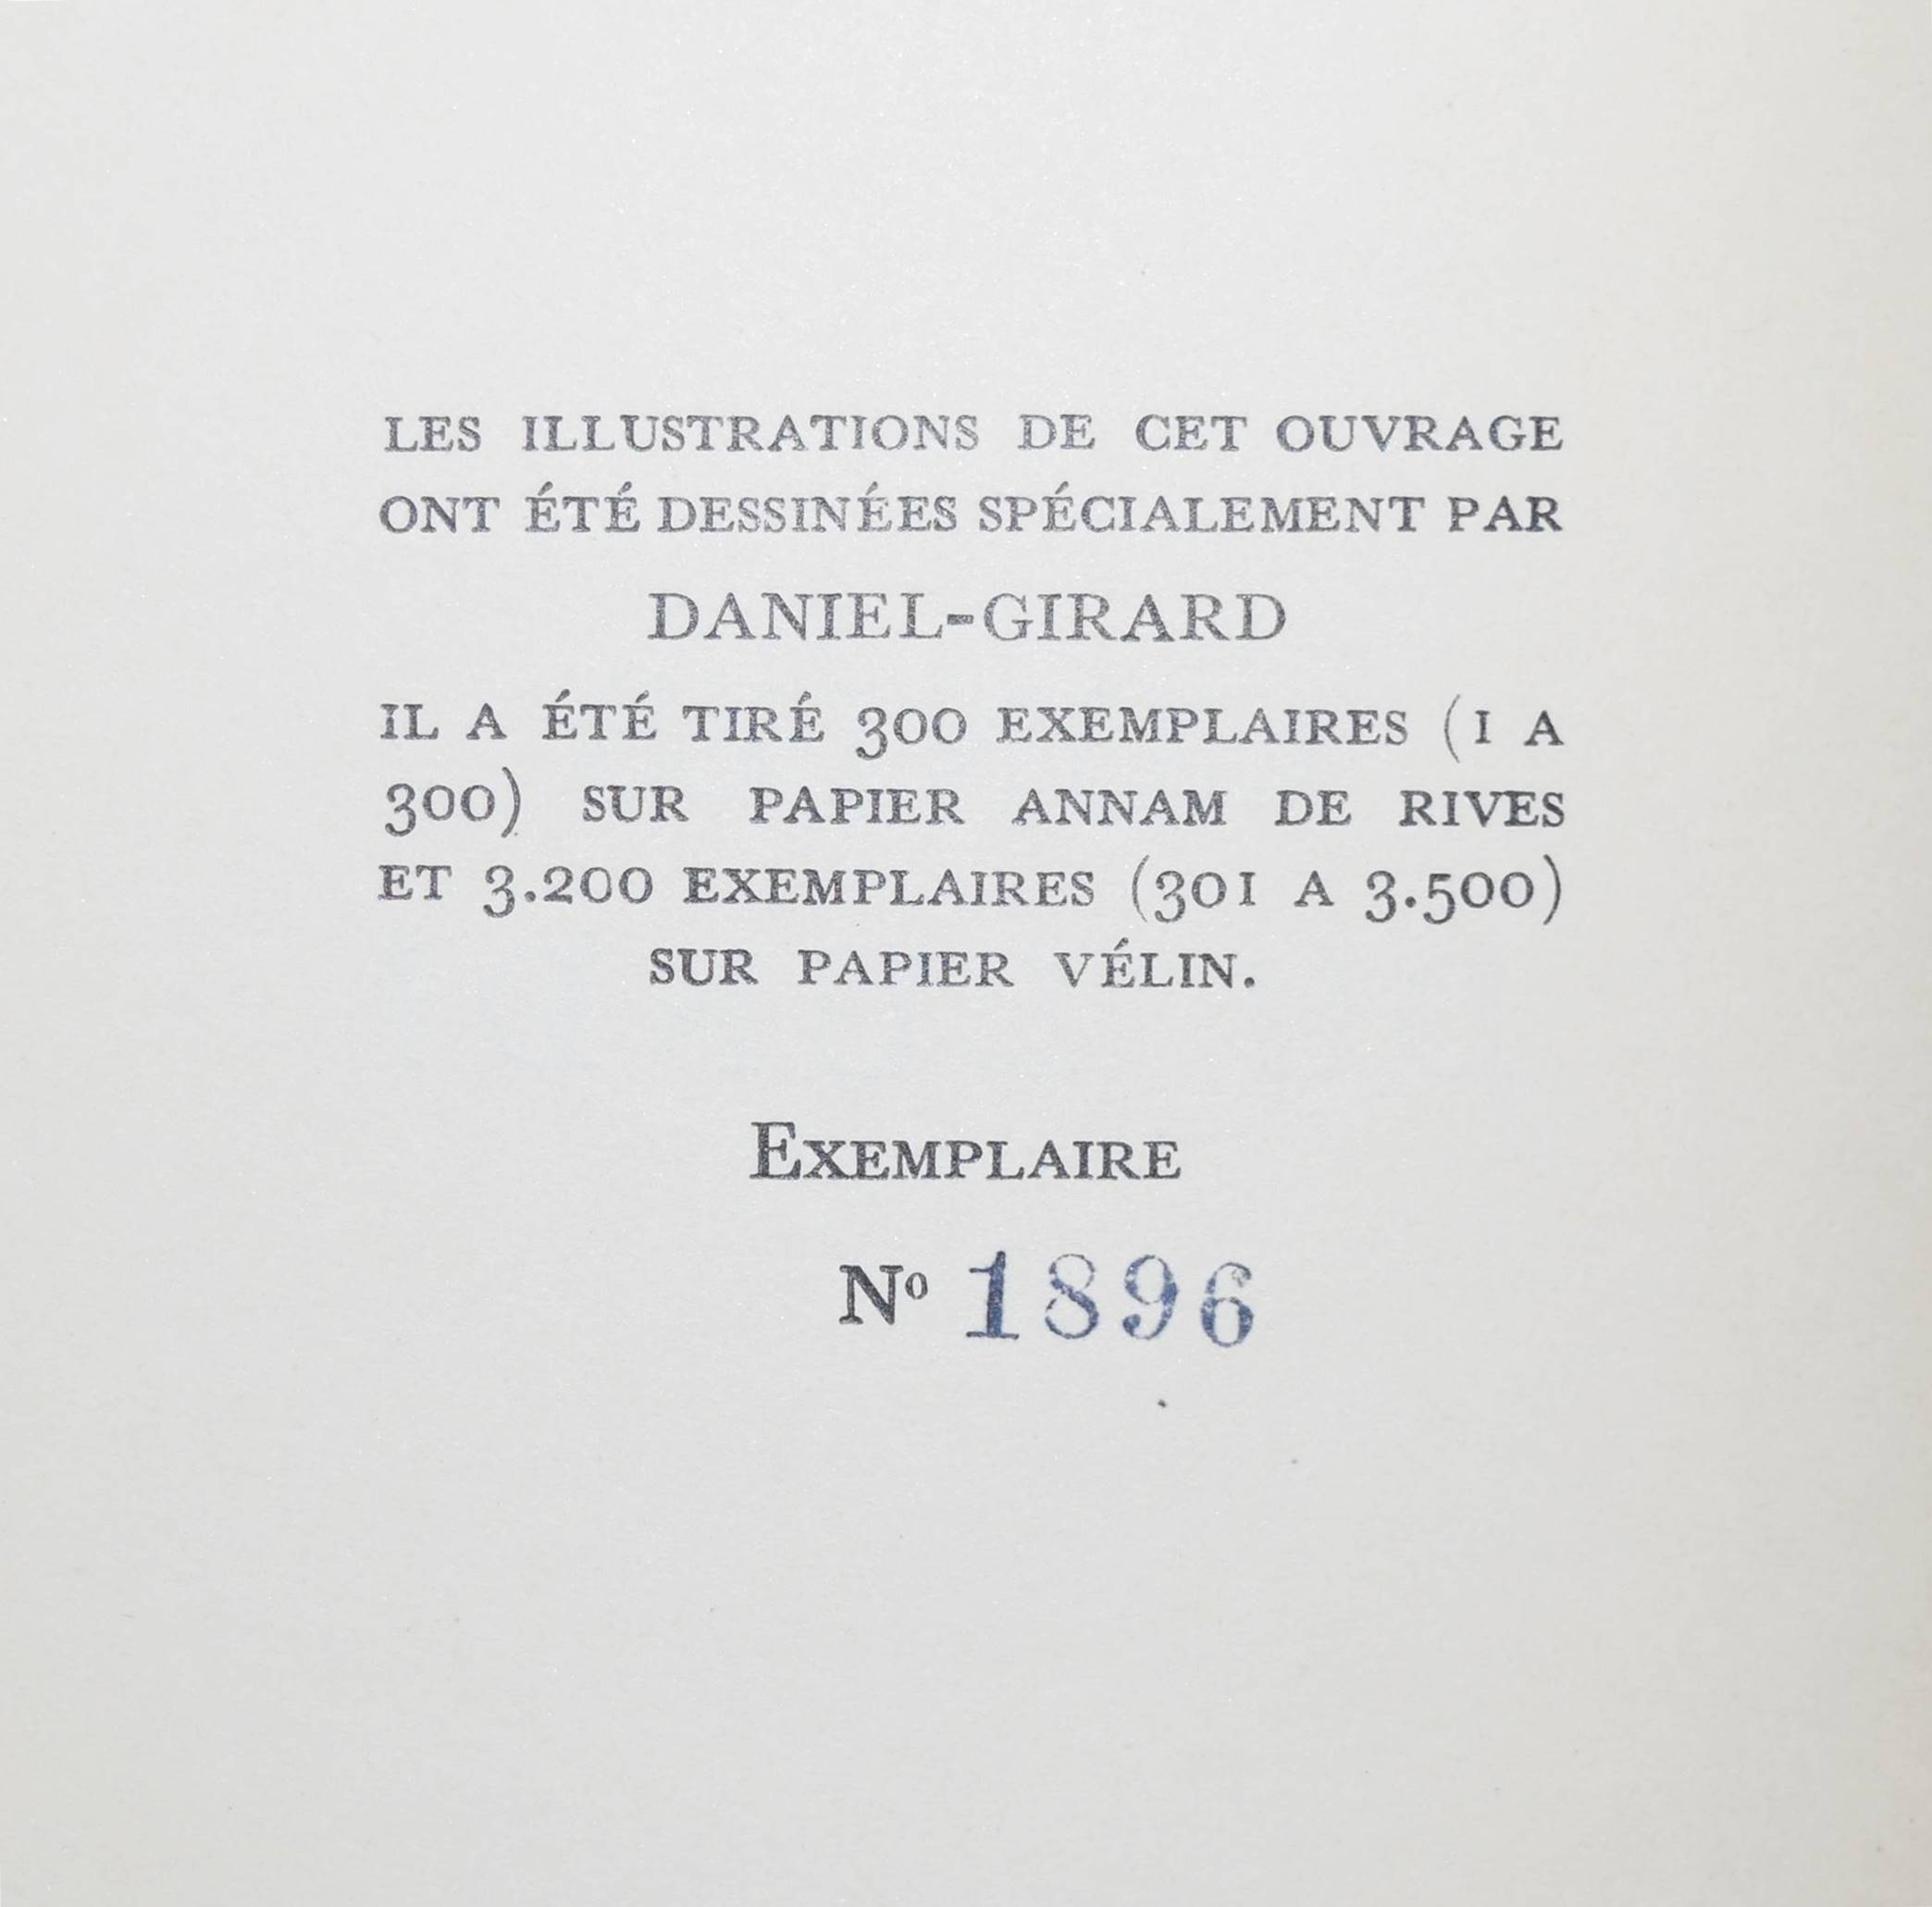 LES ILLUSTRATIONS DE CET OUVRAGE
ONT ÉTÉ DESSINÉES SPÉCIALEMENT PAR
DANIEL-GIRARD
IL A ÉTÉ TIRÉ 300 EXEMPLAIRES (1 A
300) SUR PAPIER ANNAM DE RIVES
ET 3.200 EXEMPLAIRES (301 A 3.500)
SUR PAPIER VÉLIN.
EXEMPLAIRE
Nº 1896